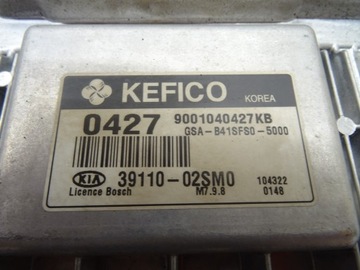 KEFICO
KOREA
0427 9001040427KB
GSA-B41SFS0-5000
KIA 39110-02SM0 104322
Licence Bosch M7.9.8 0148